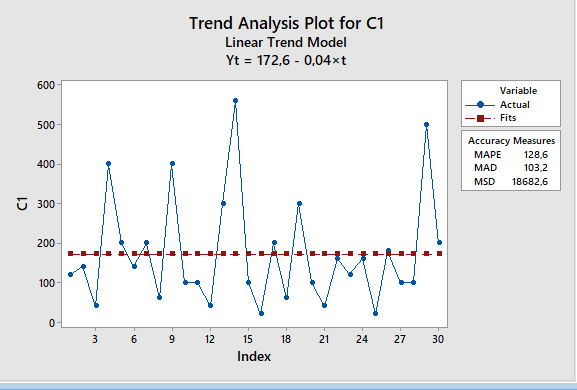 Trend Analysis Plot for C1
Linear Trend Model
Yt = 172,6 - 0,04×t
600
500
400
300
200
100
0
C1
3 6 9 12 15 18 21 24 27 30
Index
Variable
Actual
Fits
Accuracy Measures
MAPE 128,6
MAD 103,2
MSD 18682,6